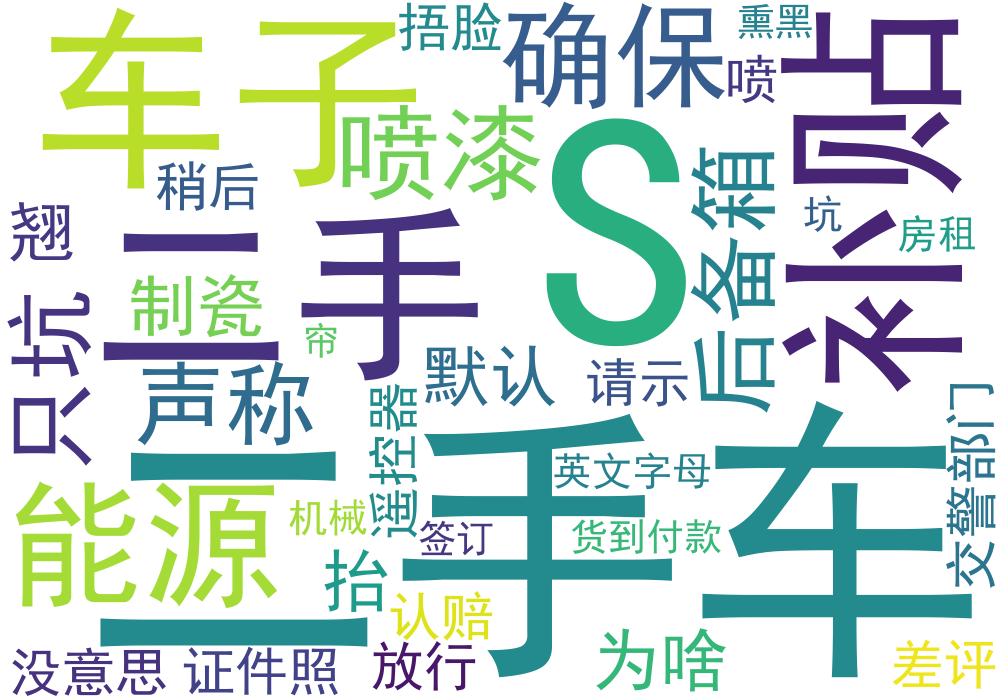 车子
捂脸
确保
熏黑
喷
补贴
喷漆
S
稍后
后备箱
翘
二手
坑
房租
制瓷
帘
只坑
声称
默认
请示
遥控器
二手车
交警部门
英文字母
能源
机械
签订
货到付款
抬
认赔
没意思
证件照
放行
为啥
差评